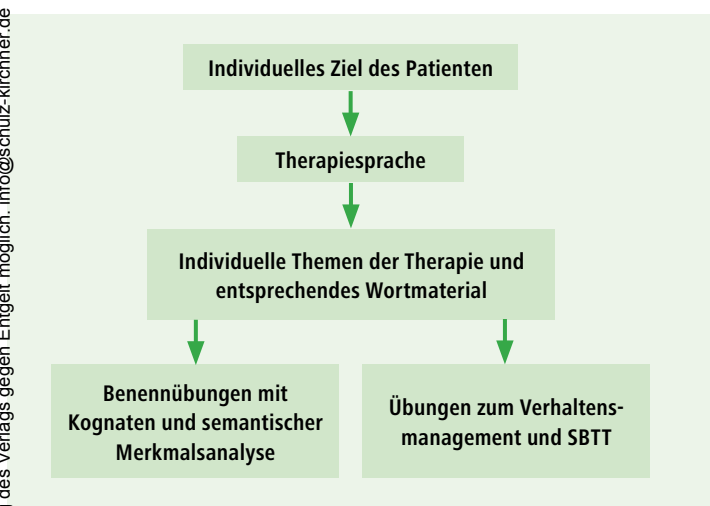 des Verlags gegen Entgelt möglich. info@schulz-kirchner.de
Individuelles Ziel des Patienten
Therapiesprache
Individuelle Themen der Therapie und
entsprechendes Wortmaterial
Benennübungen mit
Kognaten und semantischer
Merkmalsanalyse
Übungen zum Verhaltens-
management und SBTT